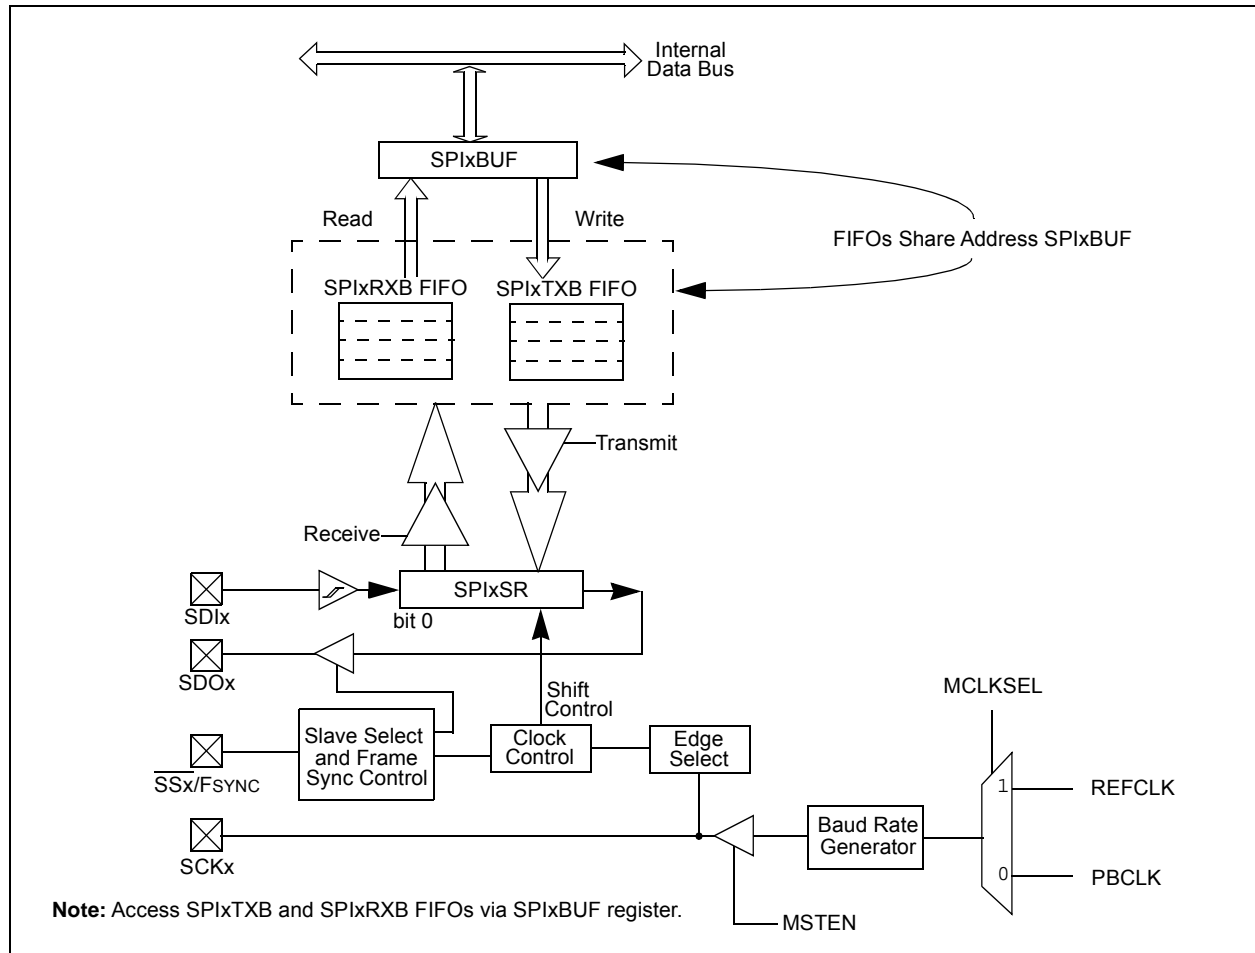 Internal
Data Bus
SPIxBUF
Read
Write
FIFOs Share Address SPIxBUF
SPIxRXB FIFO
SPIxTXB FIFO
Transmit
Receive
SPIxSR
SDIx
bit 0
SDOx
Shift
Control
MCLKSEL
Slave Select
and Frame
Sync Control
Clock
Control
Edge
Select
SSx/FSYNC
1
REFCLK
Baud Rate
Generator
SCKx
0
PBCLK
Note: Access SPIxTXB and SPIxRXB FIFOs via SPIxBUF register.
MSTEN